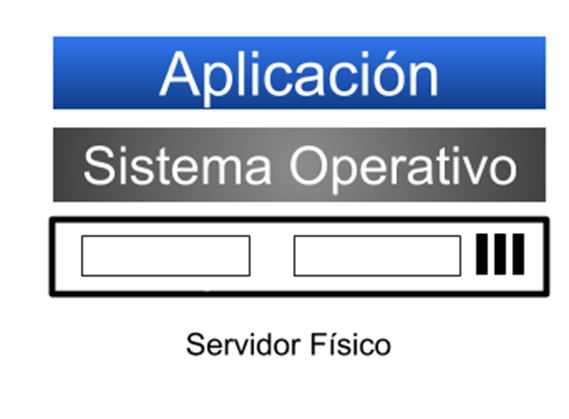 Aplicación
Sistema Operativo
Servidor Físico